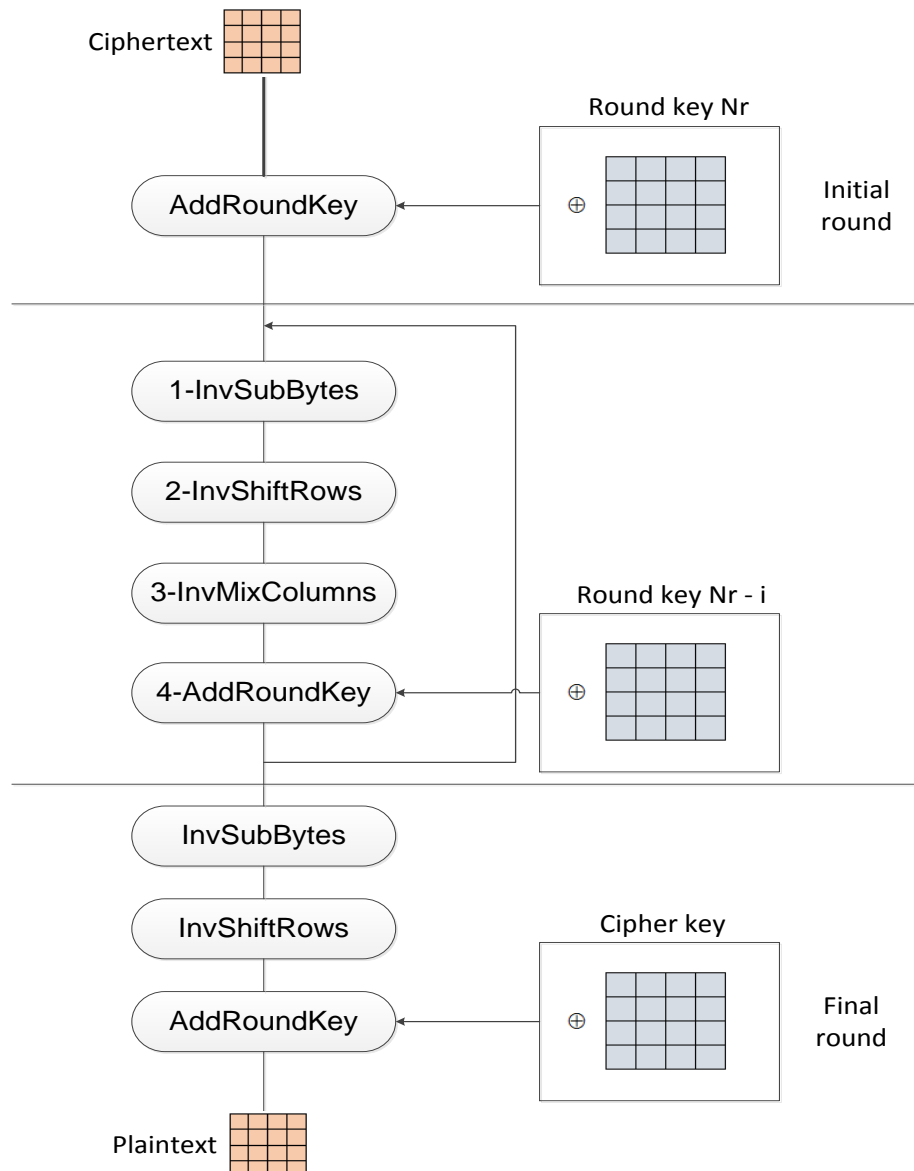 Ciphertext
Round key Nr
AddRoundKey
⊕
Initial
round
1-InvSubBytes
2-InvShiftRows
3-InvMixColumns
Round key Nr - i
4-AddRoundKey
⊕
InvSubBytes
InvShiftRows
Cipher key
AddRoundKey
⊕
Final
round
Plaintext